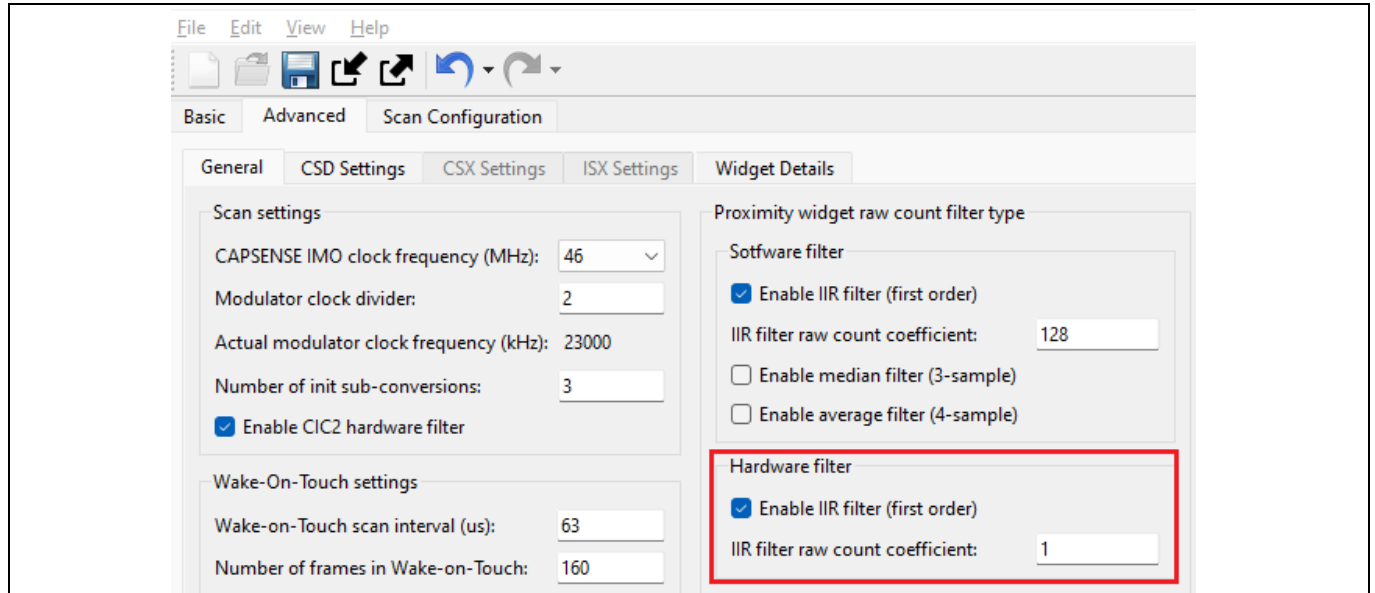 File Edit View Help
Basic Advanced Scan Configuration
General CSD Settings CSX Settings ISX Settings Widget Details
Scan settings
CAPSENSE IMO clock frequency (MHz): 46
Modulator clock divider: 2
Actual modulator clock frequency (kHz): 23000
Number of init sub-conversions: 3
Enable CIC2 hardware filter
Wake-On-Touch settings
Wake-on-Touch scan interval (us): 63
Number of frames in Wake-on-Touch: 160
Proximity widget raw count filter type
Sotfware filter
Enable IIR filter (first order)
IIR filter raw count coefficient: 128
Enable median filter (3-sample)
Enable average filter (4-sample)
Hardware filter
Enable IIR filter (first order)
IIR filter raw count coefficient: 1